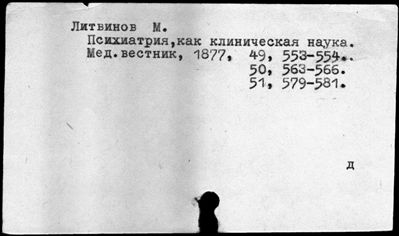 Литвинов М.
Психиатрия,как клиническая наука.
Мед.вестник, 1877, 49, 553-554..
50, 563-566.
51, 579-581.
д